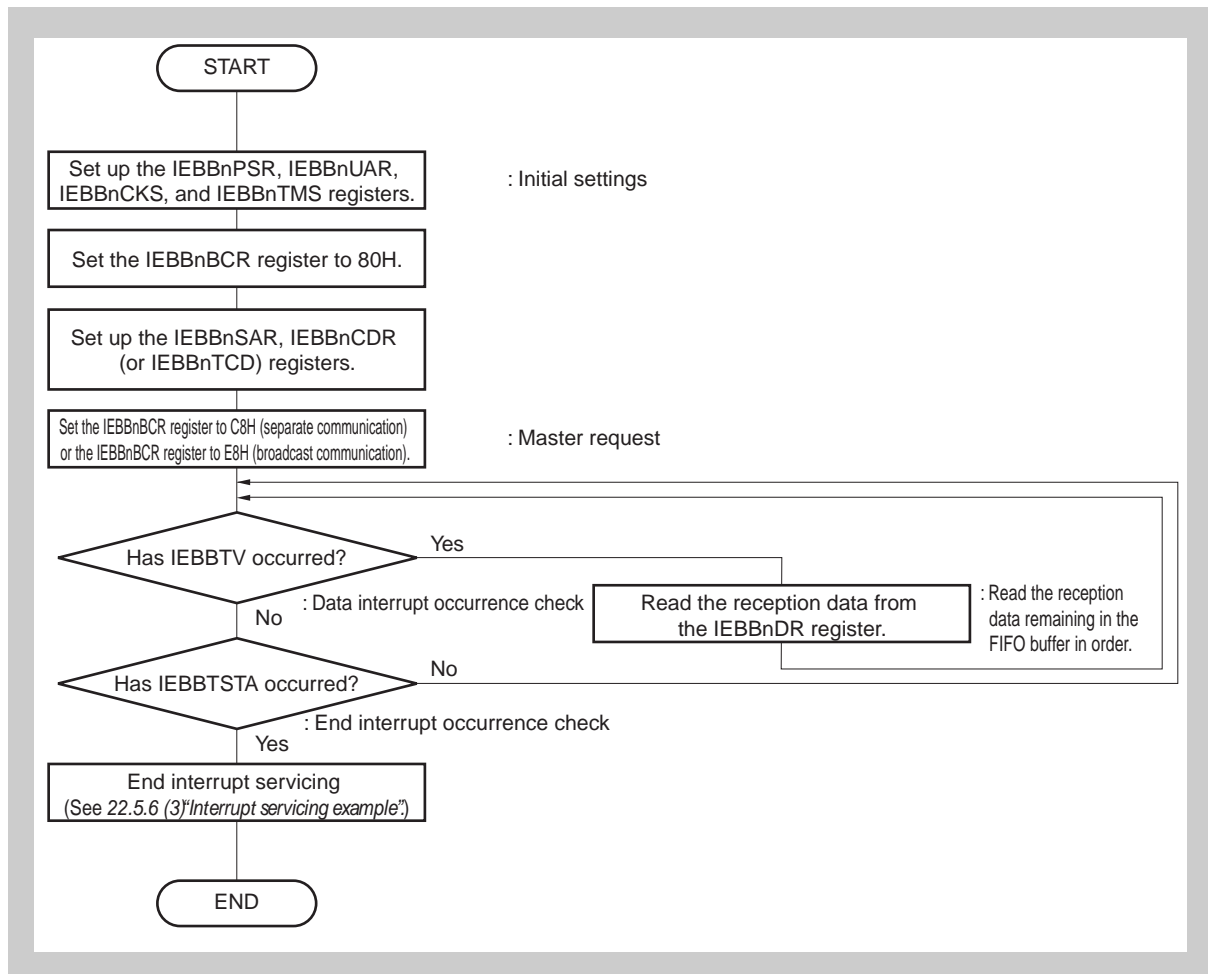 START
Set up the IEBBnPSR, IEBBnUAR,
IEBBnCKS, and IEBBnTMS registers.
: Initial settings
Set the IEBBnBCR register to 80H.
Set up the IEBBnSAR, IEBBnCDR
(or IEBBnTCD) registers.
Set the IEBBnBCR register to C8H (separate communication)
or the IEBBnBCR register to E8H (broadcast communication).
: Master request
Has IEBBTV occurred?
Yes
No
: Data interrupt occurrence check
Read the reception data from
the IEBBnDR register.
: Read the reception
data remaining in the
FIFO buffer in order.
Has IEBBTSTA occurred?
No
: End interrupt occurrence check
Yes
End interrupt servicing
(See 22.5.6 (3)“Interrupt servicing example”.)
END